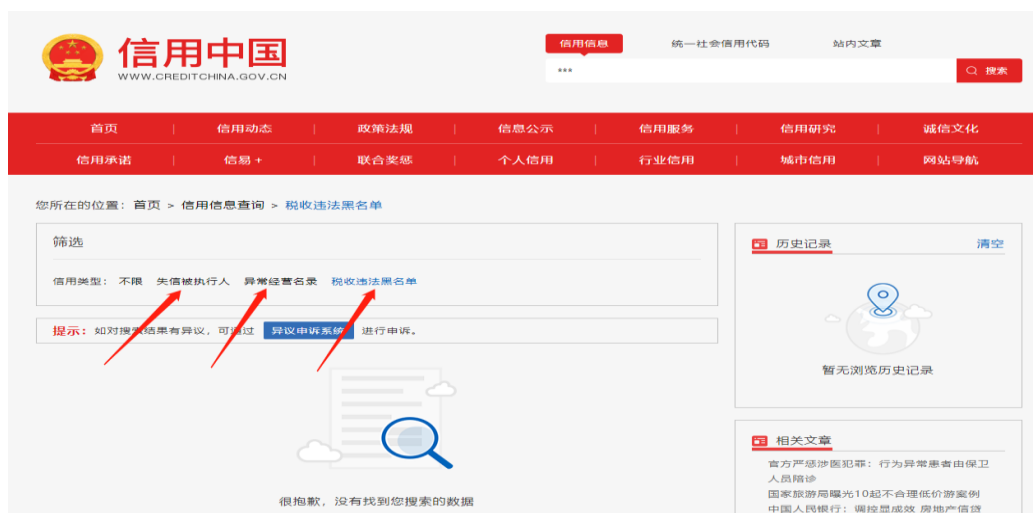 信用中国
WWW.CREDITCHINA.GOV.CN
信用信息 统一社会信用代码 站内文章
***
搜索
首页 | 信用动态 | 政策法规 | 信息公示 | 信用服务 | 信用研究 | 诚信文化
信用承诺 | 信易+ | 联合奖惩 | 个人信用 | 行业信用 | 城市信用 | 网站导航
您所在的位置：首页 > 信用信息查询 > 税收违法黑名单
筛选
信用类型： 不限 失信被执行人 异常经营名录 税收违法黑名单
提示：如对搜索结果有异议，可通过 异议申诉系统 进行申诉。
很抱歉，没有找到您搜索的数据
历史记录 清空
暂无浏览历史记录
相关文章
官方严惩涉医犯罪：行为异常患者由保卫
人员陪诊
国家旅游局曝光10起不合理低价游案例
中国人民银行：调控显成效 房地产信贷